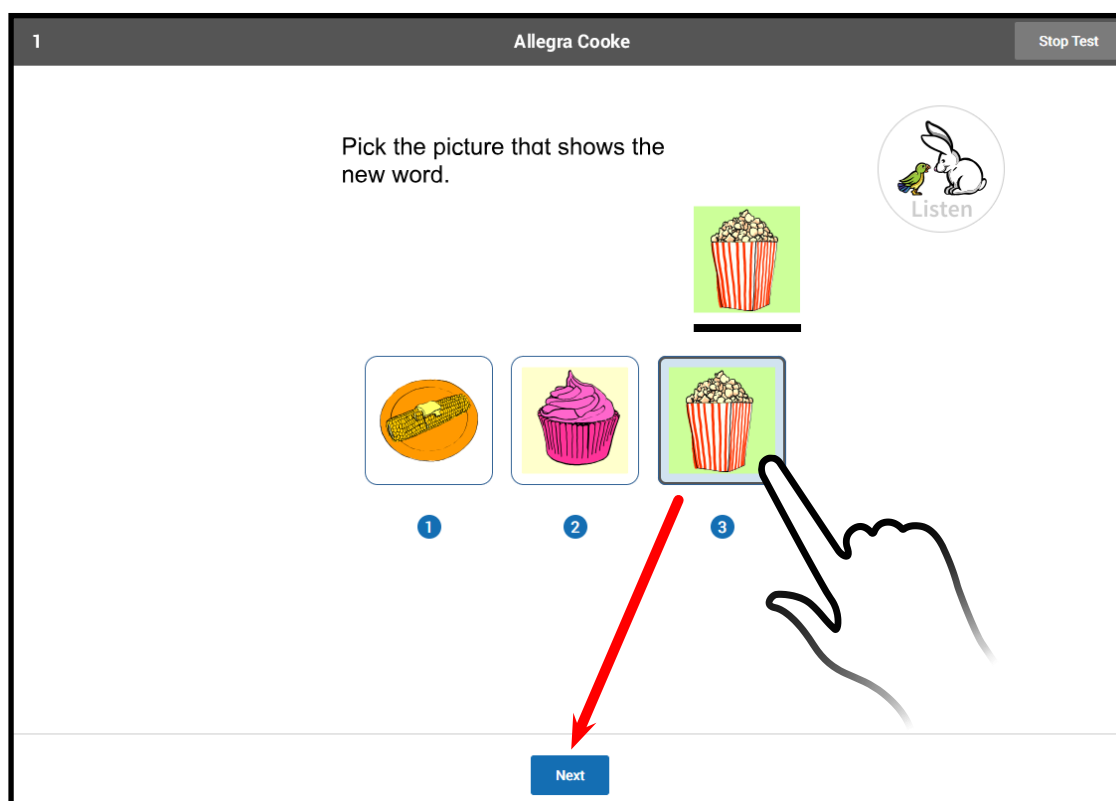 1 Allegra Cooke Stop Test
Pick the picture that shows the
new word.
Listen
1 2 3
Next